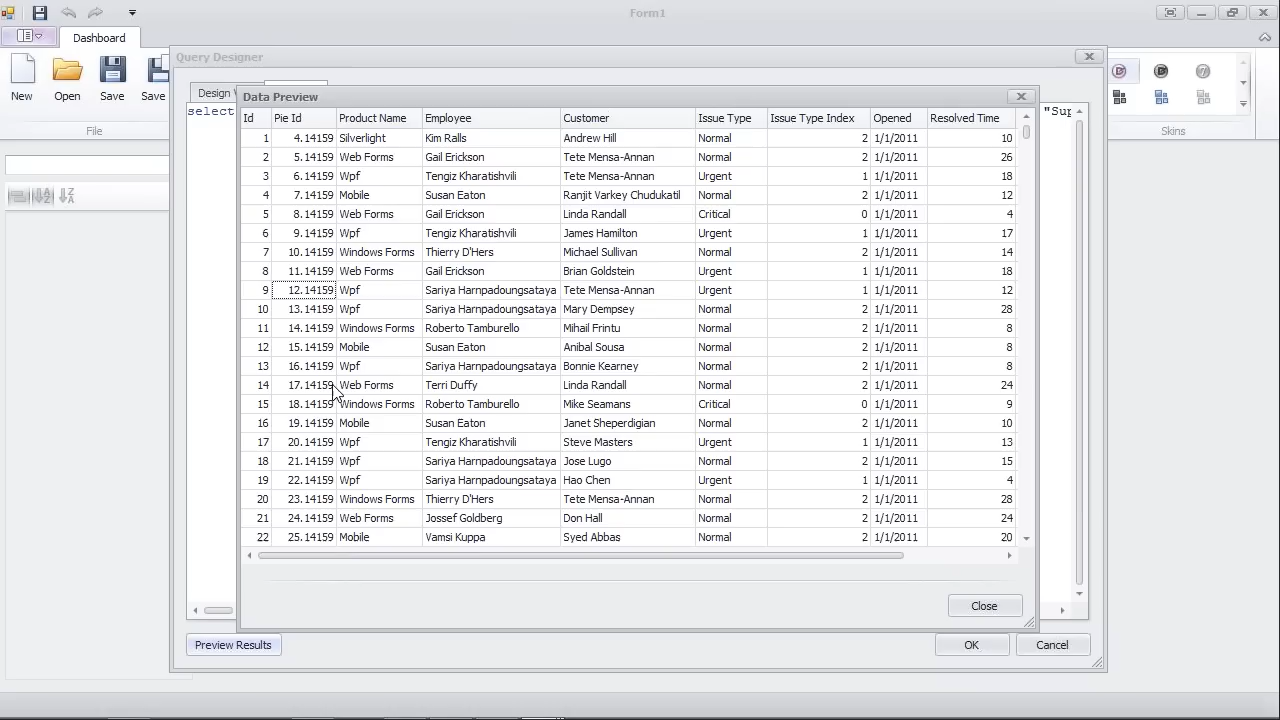 Form1
Dashboard
New Open Save Save
File
Skins
Query Designer
Design
select "Sup
Data Preview
Id Pie Id Product Name Employee Customer Issue Type Issue Type Index Opened Resolved Time
1 4.14159 Silverlight Kim Ralls Andrew Hill Normal 2 1/1/2011 10
2 5.14159 Web Forms Gail Erickson Tete Mensa-Annan Normal 2 1/1/2011 26
3 6.14159 Wpf Tengiz Kharatishvili Tete Mensa-Annan Urgent 1 1/1/2011 18
4 7.14159 Mobile Susan Eaton Ranjit Varkey Chudukatil Normal 2 1/1/2011 12
5 8.14159 Web Forms Gail Erickson Linda Randall Critical 0 1/1/2011 4
6 9.14159 Wpf Tengiz Kharatishvili James Hamilton Urgent 1 1/1/2011 17
7 10.14159 Windows Forms Thierry D'Hers Michael Sullivan Normal 2 1/1/2011 14
8 11.14159 Web Forms Gail Erickson Brian Goldstein Urgent 1 1/1/2011 18
9 12.14159 Wpf Sariya Harnpadoungsataya Tete Mensa-Annan Urgent 1 1/1/2011 12
10 13.14159 Wpf Sariya Harnpadoungsataya Mary Dempsey Normal 2 1/1/2011 28
11 14.14159 Windows Forms Roberto Tamburello Mihail Frintu Normal 2 1/1/2011 8
12 15.14159 Mobile Susan Eaton Anibal Sousa Normal 2 1/1/2011 8
13 16.14159 Wpf Sariya Harnpadoungsataya Bonnie Kearney Normal 2 1/1/2011 8
14 17.14159 Web Forms Terri Duffy Linda Randall Normal 2 1/1/2011 24
15 18.14159 Windows Forms Roberto Tamburello Mike Seamans Critical 0 1/1/2011 9
16 19.14159 Mobile Susan Eaton Janet Sheperdigian Normal 2 1/1/2011 10
17 20.14159 Wpf Tengiz Kharatishvili Steve Masters Urgent 1 1/1/2011 13
18 21.14159 Wpf Sariya Harnpadoungsataya Jose Lugo Normal 2 1/1/2011 15
19 22.14159 Wpf Sariya Harnpadoungsataya Hao Chen Urgent 1 1/1/2011 4
20 23.14159 Windows Forms Thierry D'Hers Tete Mensa-Annan Normal 2 1/1/2011 28
21 24.14159 Web Forms Jossef Goldberg Don Hall Normal 2 1/1/2011 24
22 25.14159 Mobile Vamsi Kuppa Syed Abbas Normal 2 1/1/2011 20
Close
Preview Results OK Cancel